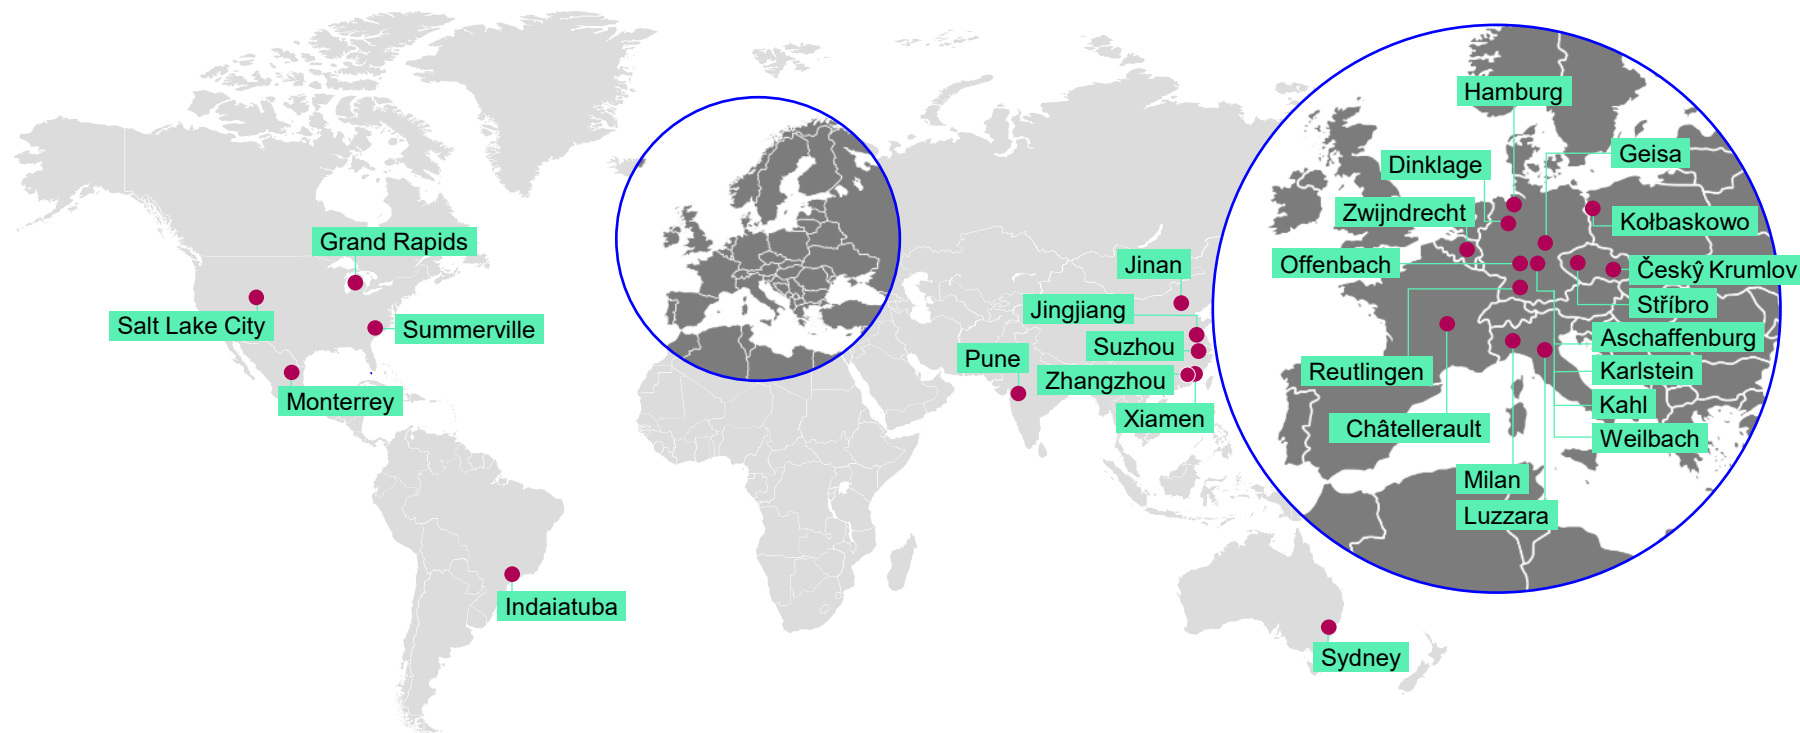 Hamburg
Geisa
Dinklage
Zwijndrecht
Kołbaskowo
Grand Rapids
Jinan
Offenbach
Český Krumlov
Stříbro
Jingjiang
Salt Lake City
Summerville
Suzhou
Aschaffenburg
Pune
Zhangzhou
Reutlingen
Karlstein
Monterrey
Xiamen
Kahl
Châtellerault
Weilbach
Milan
Luzzara
Indaiatuba
Sydney